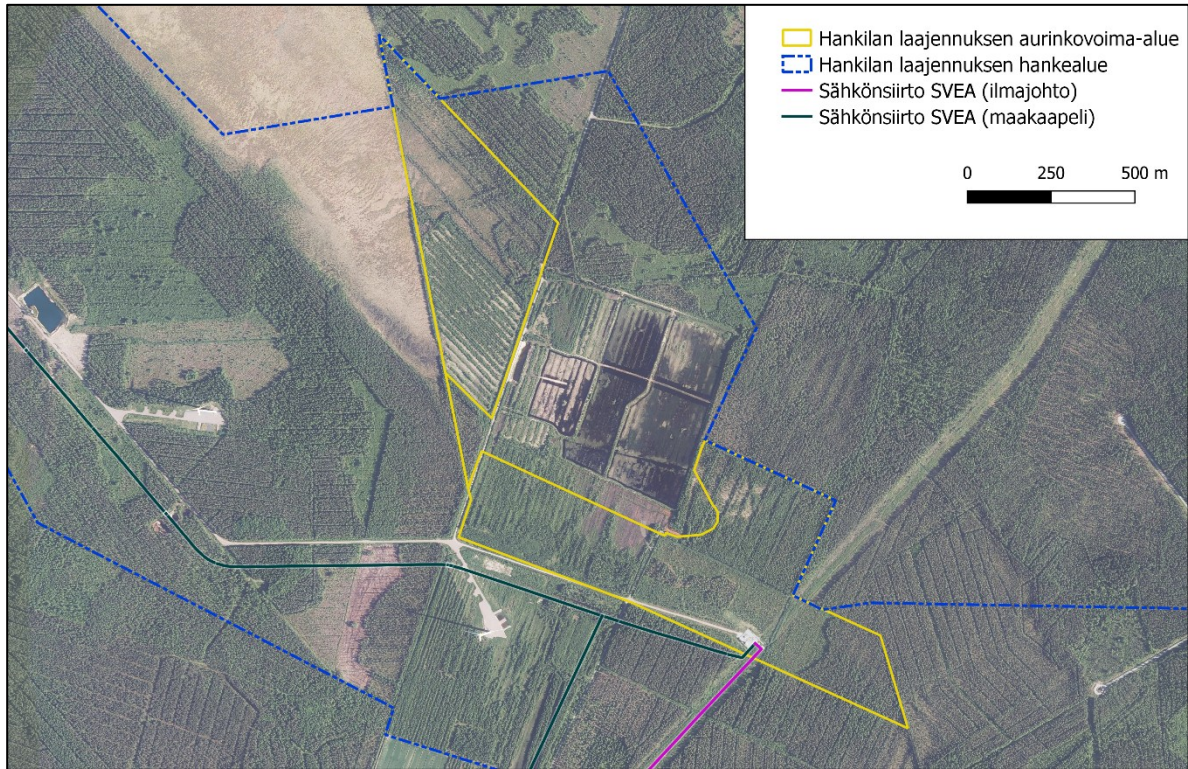 Hankilan laajennuksen aurinkovoima-alue
Hankilan laajennuksen hankealue
Sähkönsiirto SVEA (ilmajohto)
Sähkönsiirto SVEA (maakaapeli)
0 250 500 m